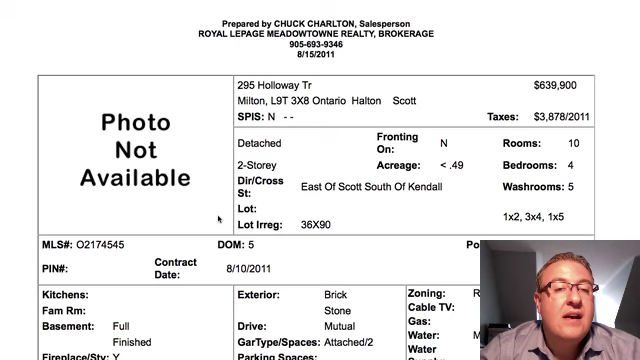 Prepared by CHUCK CHARLTON, Salesperson
ROYAL LEPAGE MEADOWTOWNE REALTY, BROKERAGE
905-693-9346
8/15/2011
Photo
Not
Available
295 Holloway Tr $639,900
Milton, L9T 3X8 Ontario Halton Scott
SPIS: N - - Taxes: $3,878/2011
Detached Fronting On: N Rooms: 10
2-Storey Acreage: < .49 Bedrooms: 4
Dir/Cross St: East Of Scott South Of Kendall Washrooms: 5
Lot: 1x2, 3x4, 1x5
Lot Irreg: 36X90
MLS#: O2174545 DOM: 5
PIN#: Contract Date: 8/10/2011
Kitchens: Exterior: Brick Zoning:
Fam Rm: Stone Cable TV:
Basement: Full Drive: Mutual Gas:
Finished GarType/Spaces: Attached/2 Water:
Fireplace/Stv: Y Parking Spaces: Water